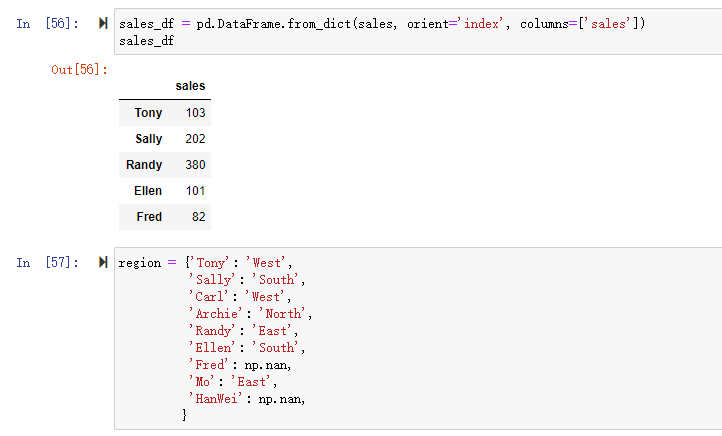 In [56]: sales_df = pd.DataFrame.from_dict(sales, orient='index', columns=['sales'])
sales_df
Out[56]:
sales
Tony 103
Sally 202
Randy 380
Ellen 101
Fred 82
In [57]: region = {'Tony': 'West',
'Sally': 'South',
'Carl': 'West',
'Archie': 'North',
'Randy': 'East',
'Ellen': 'South',
'Fred': np.nan,
'Mo': 'East',
'HanWei': np.nan,
}